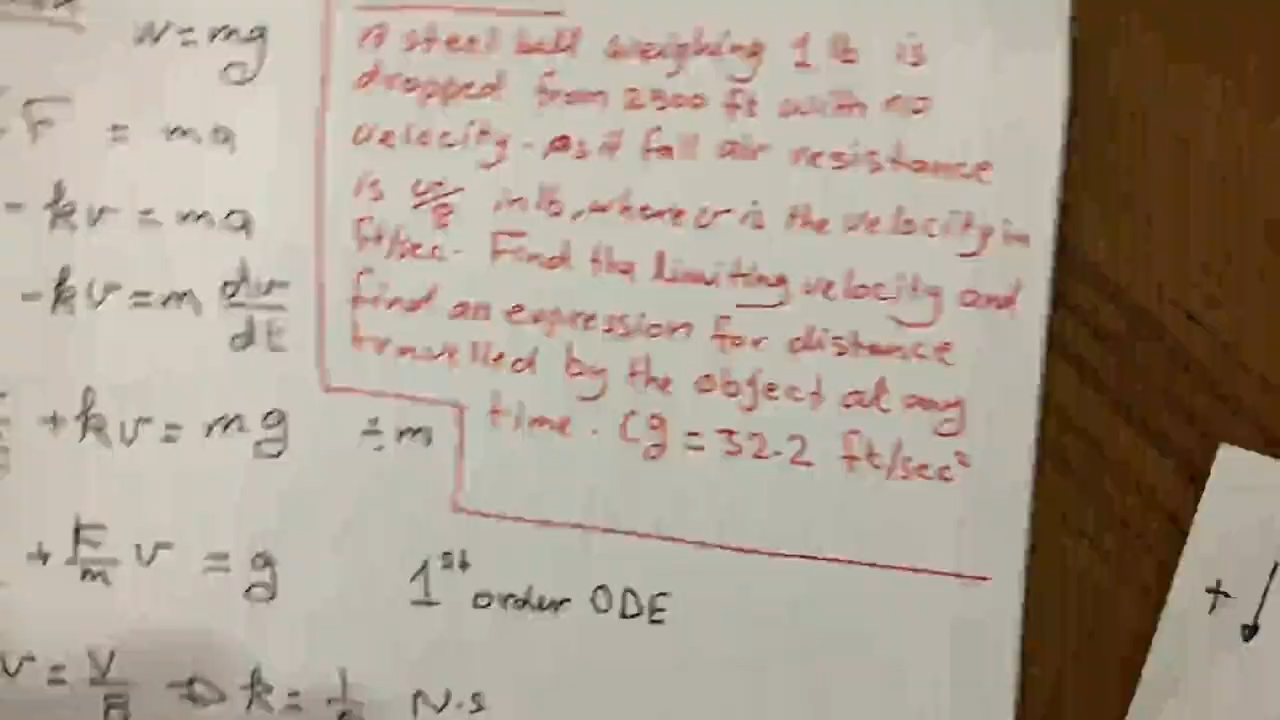 w = mg
F = ma
- kv = ma
- kv = m dv/dt
+ kv = mg ÷ m
+ k/m v = g
1st order ODE
v = v/8 ⇒ k = 1/8 N.s
A steel ball weighing 1 lb is
dropped from 2500 ft with no
velocity. As it fall air resistance
is v/8 in lb, where v is the velocity in
ft/sec. Find the limiting velocity and
find an expression for distance
travelled by the object at any
time. (g = 32.2 ft/sec²
+